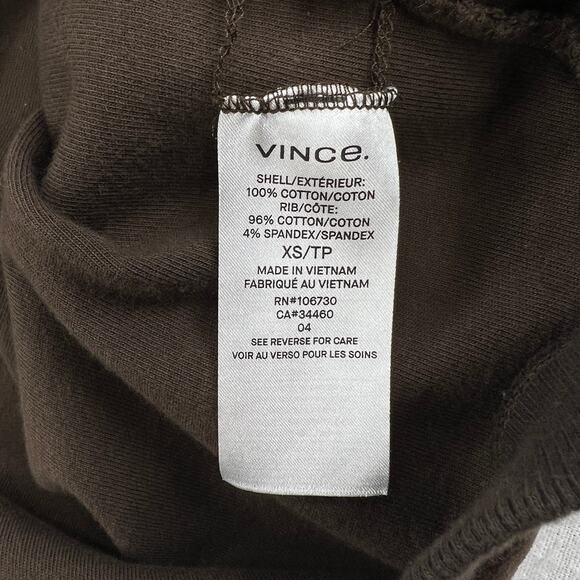 VINCE.
SHELL/EXTÉRIEUR:
100% COTTON/COTON
RIB/CÔTE:
96% COTTON/COTON
4% SPANDEX/SPANDEX
XS/TP
MADE IN VIETNAM
FABRIQUÉ AU VIETNAM
RN#106730
CA#34460
04
SEE REVERSE FOR CARE
VOIR AU VERSO POUR LES SOINS